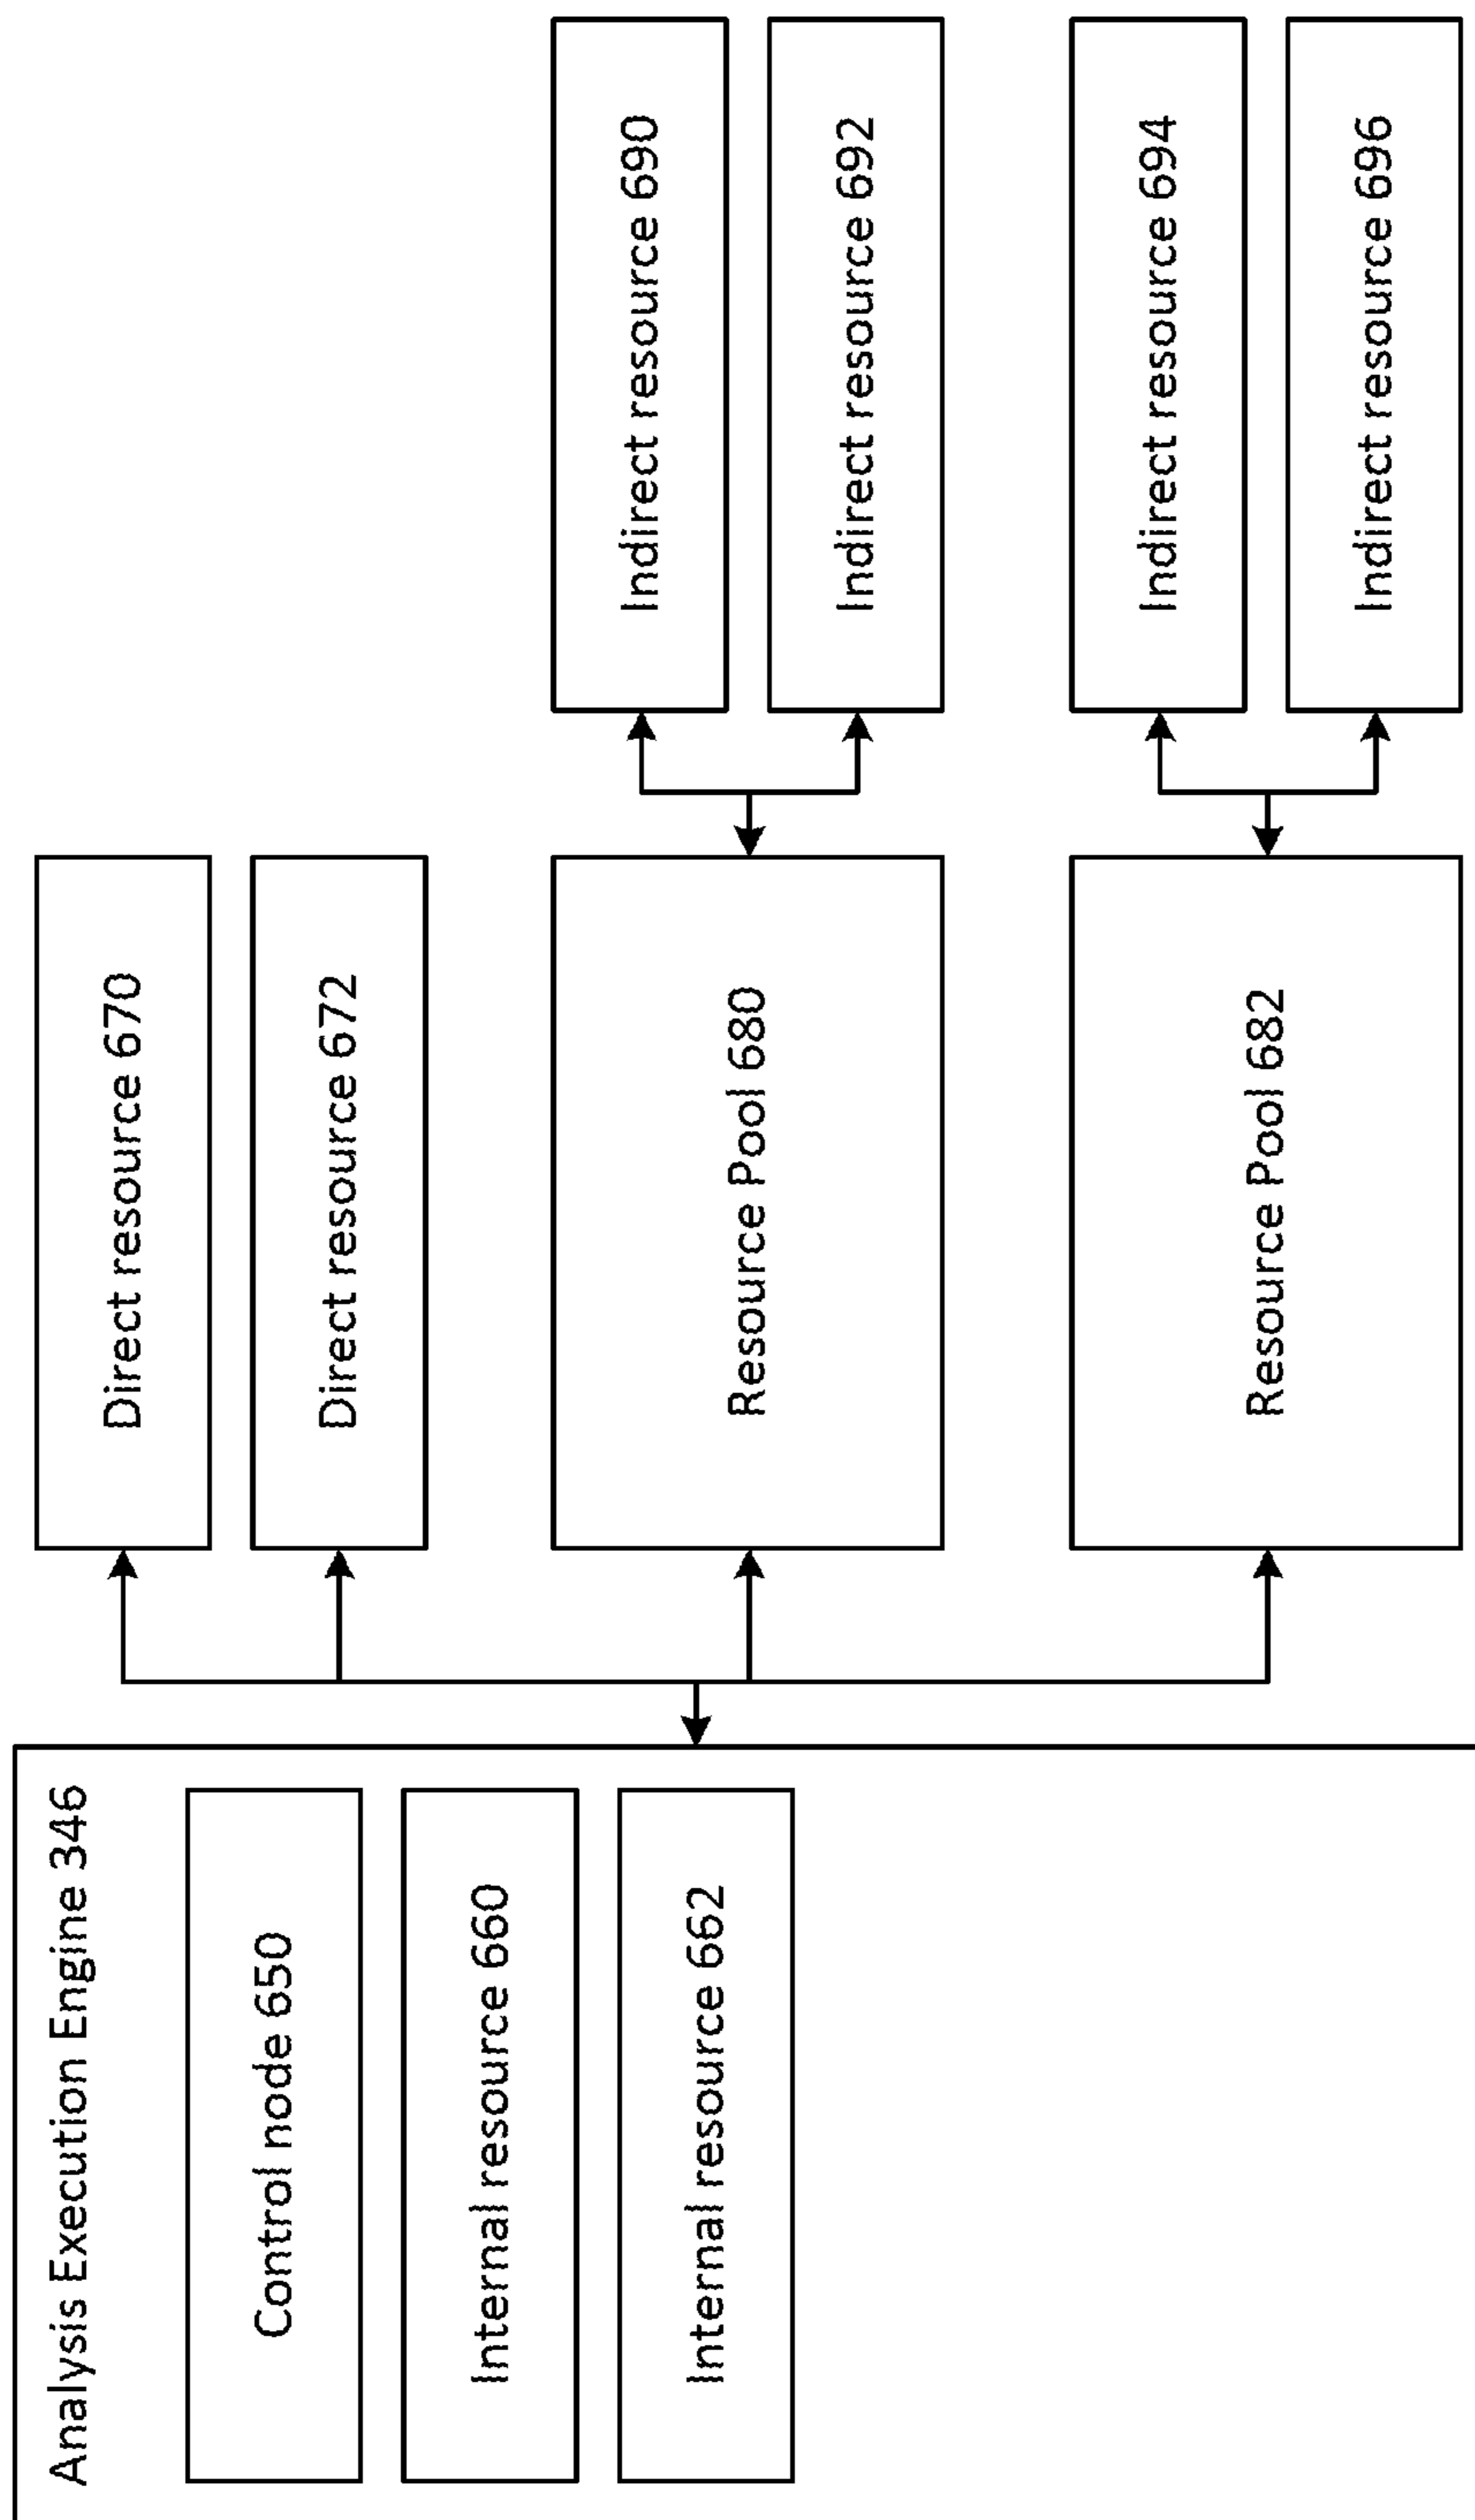 Analysis Execution Engine 346
Control node 650
Internal resource 660
Internal resource 662
Direct resource 670
Direct resource 672
Resource Pool 680
Resource Pool 682
Indirect resource 690
Indirect resource 692
Indirect resource 694
Indirect resource 696